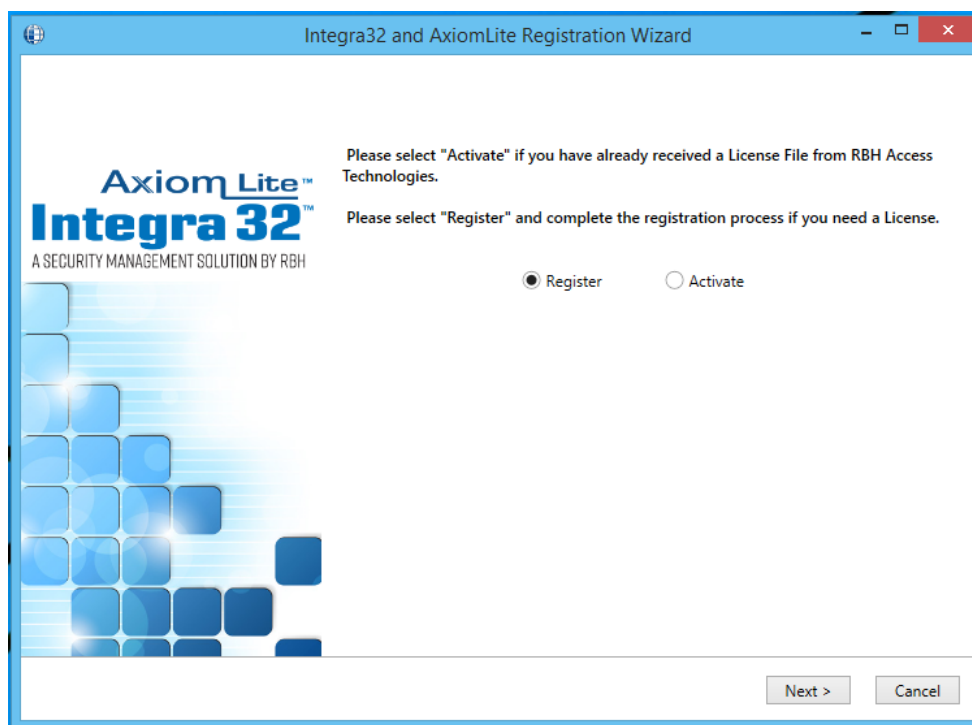 Integra32 and AxiomLite Registration Wizard
Axiom Lite™
Integra 32™
A SECURITY MANAGEMENT SOLUTION BY RBH
Please select "Activate" if you have already received a License File from RBH Access
Technologies.
Please select "Register" and complete the registration process if you need a License.
Register Activate
Next > Cancel